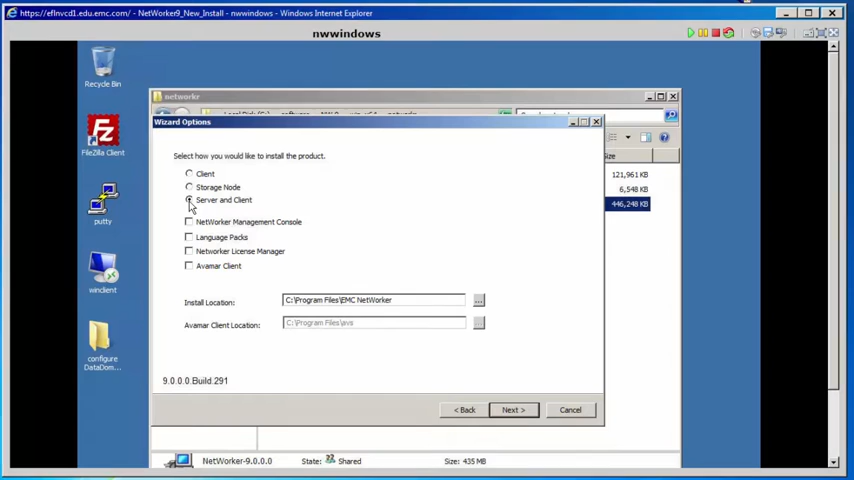 https://eflnvcd1.edu.emc.com/ - NetWorker9_New_Install - nwwindows - Windows Internet Explorer
nwwindows
Recycle Bin
FileZilla Client
putty
winclient
configure
DataDom...
networkr
Wizard Options
Select how you would like to install the product.
Client
Storage Node
Server and Client
NetWorker Management Console
Language Packs
Networker License Manager
Avamar Client
Install Location:
C:\Program Files\EMC NetWorker
...
Avamar Client Location:
C:\Program Files\avs
...
9.0.0.0.Build.291
< Back
Next >
Cancel
Size
121,961 KB
6,548 KB
446,248 KB
NetWorker-9.0.0.0
State:
Shared
Size: 435 MB